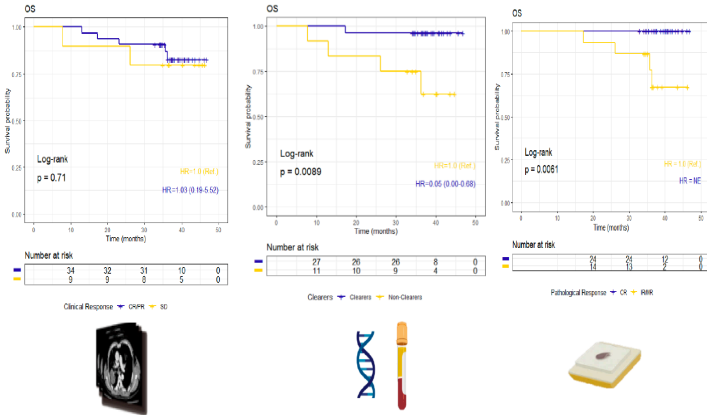 OS
Survival probability
1.00
0.75
0.50
0.25
0.00
Log-rank
p = 0.71
HR=1.0 (Ref.)
HR=1.03 (0.19-5.52)
0 10 20 30 40 50
Time (months)
Number at risk
34 32 31 10 0
9 9 8 5 0
Clinical Response CR/PR SD
OS
Survival probability
1.00
0.75
0.50
0.25
0.00
Log-rank
p = 0.0089
HR=1.0 (Ref.)
HR=0.05 (0.00-0.68)
0 10 20 30 40 50
Time (months)
Number at risk
27 26 26 8 0
11 10 9 4 0
Clearers Clearers Non-Clearers
OS
Survival probability
1.00
0.75
0.50
0.25
0.00
Log-rank
p = 0.0061
HR = 1.0 (Ref.)
HR = NE
0 10 20 30 40 50
Time (months)
Number at risk
24 24 12 0
14 13 2 0
Pathological Response CR